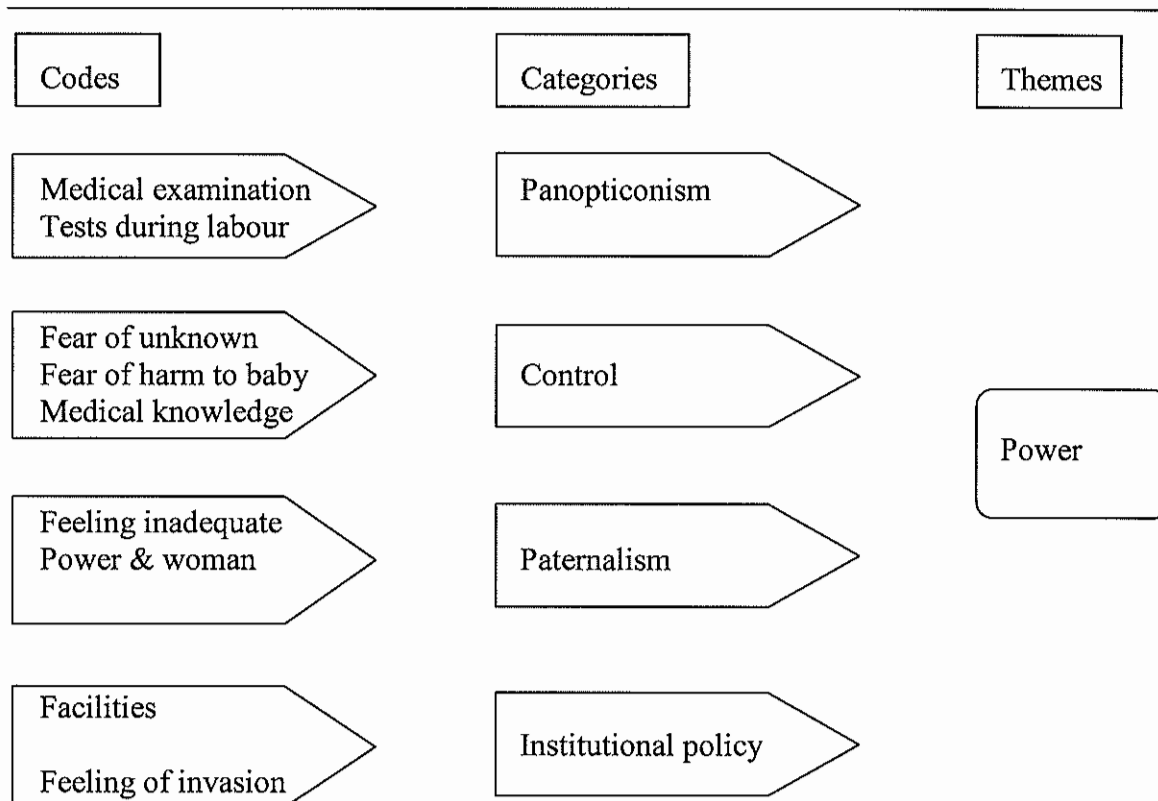 Codes
Categories
Themes
Medical examination
Tests during labour
Panopticonism
Fear of unknown
Fear of harm to baby
Medical knowledge
Control
Power
Feeling inadequate
Power & woman
Paternalism
Facilities
Feeling of invasion
Institutional policy